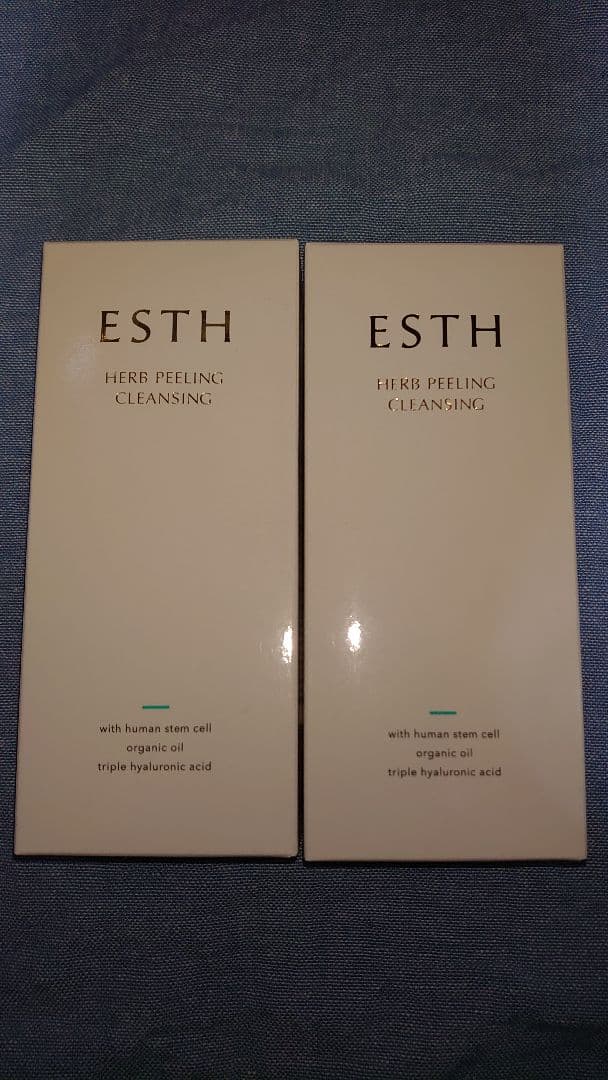 ESTH
HERB PEELING
CLEANSING
with human stem cell
organic oil
triple hyaluronic acid
ESTH
HERB PEELING
CLEANSING
with human stem cell
organic oil
triple hyaluronic acid